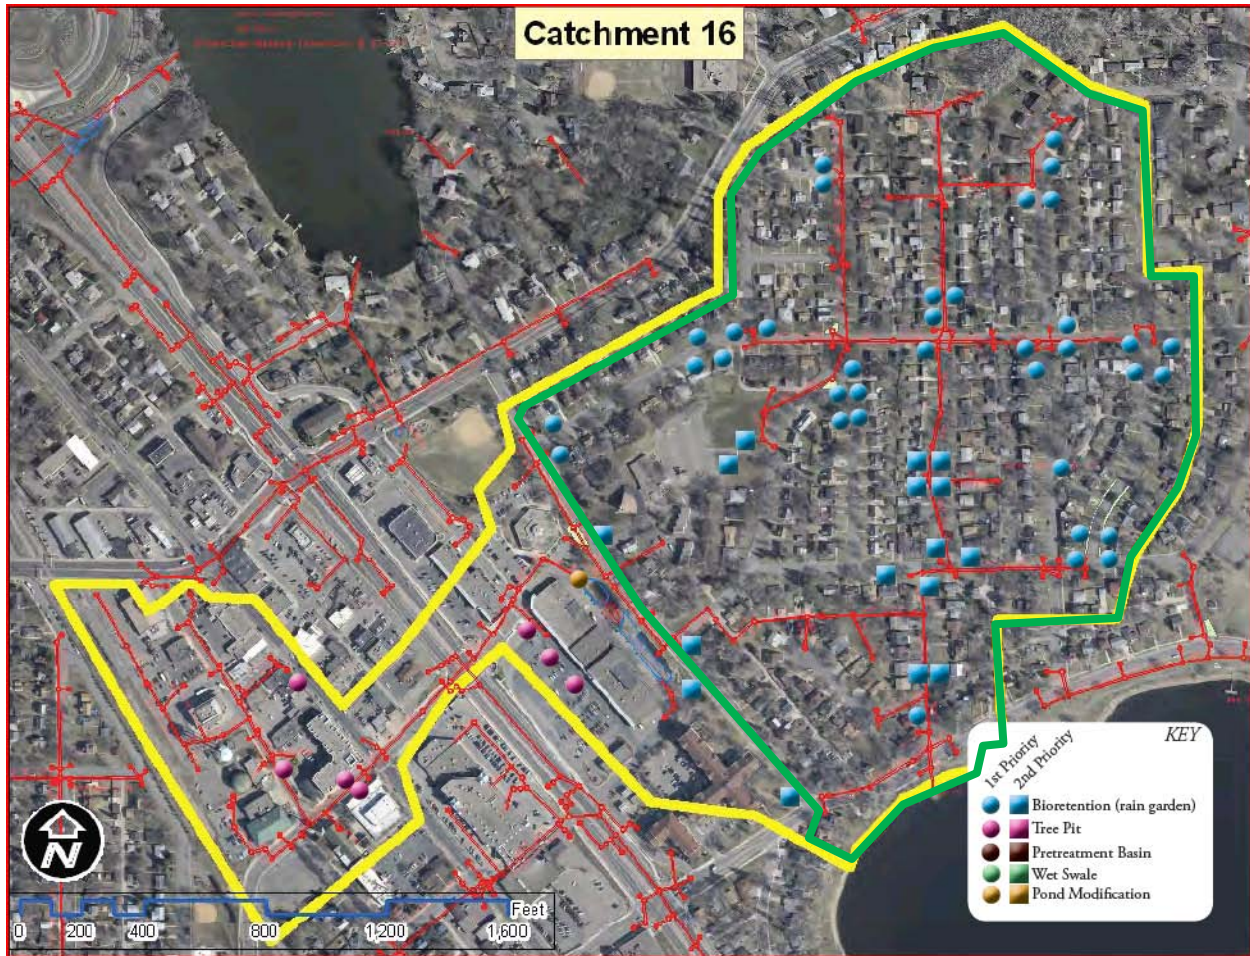 Catchment 16
KEY
1st Priority
2nd Priority
Bioretention (rain garden)
Tree Pit
Pretreatment Basin
Wet Swale
Pond Modification
N
Feet
0 200 400 800 1,200 1,600